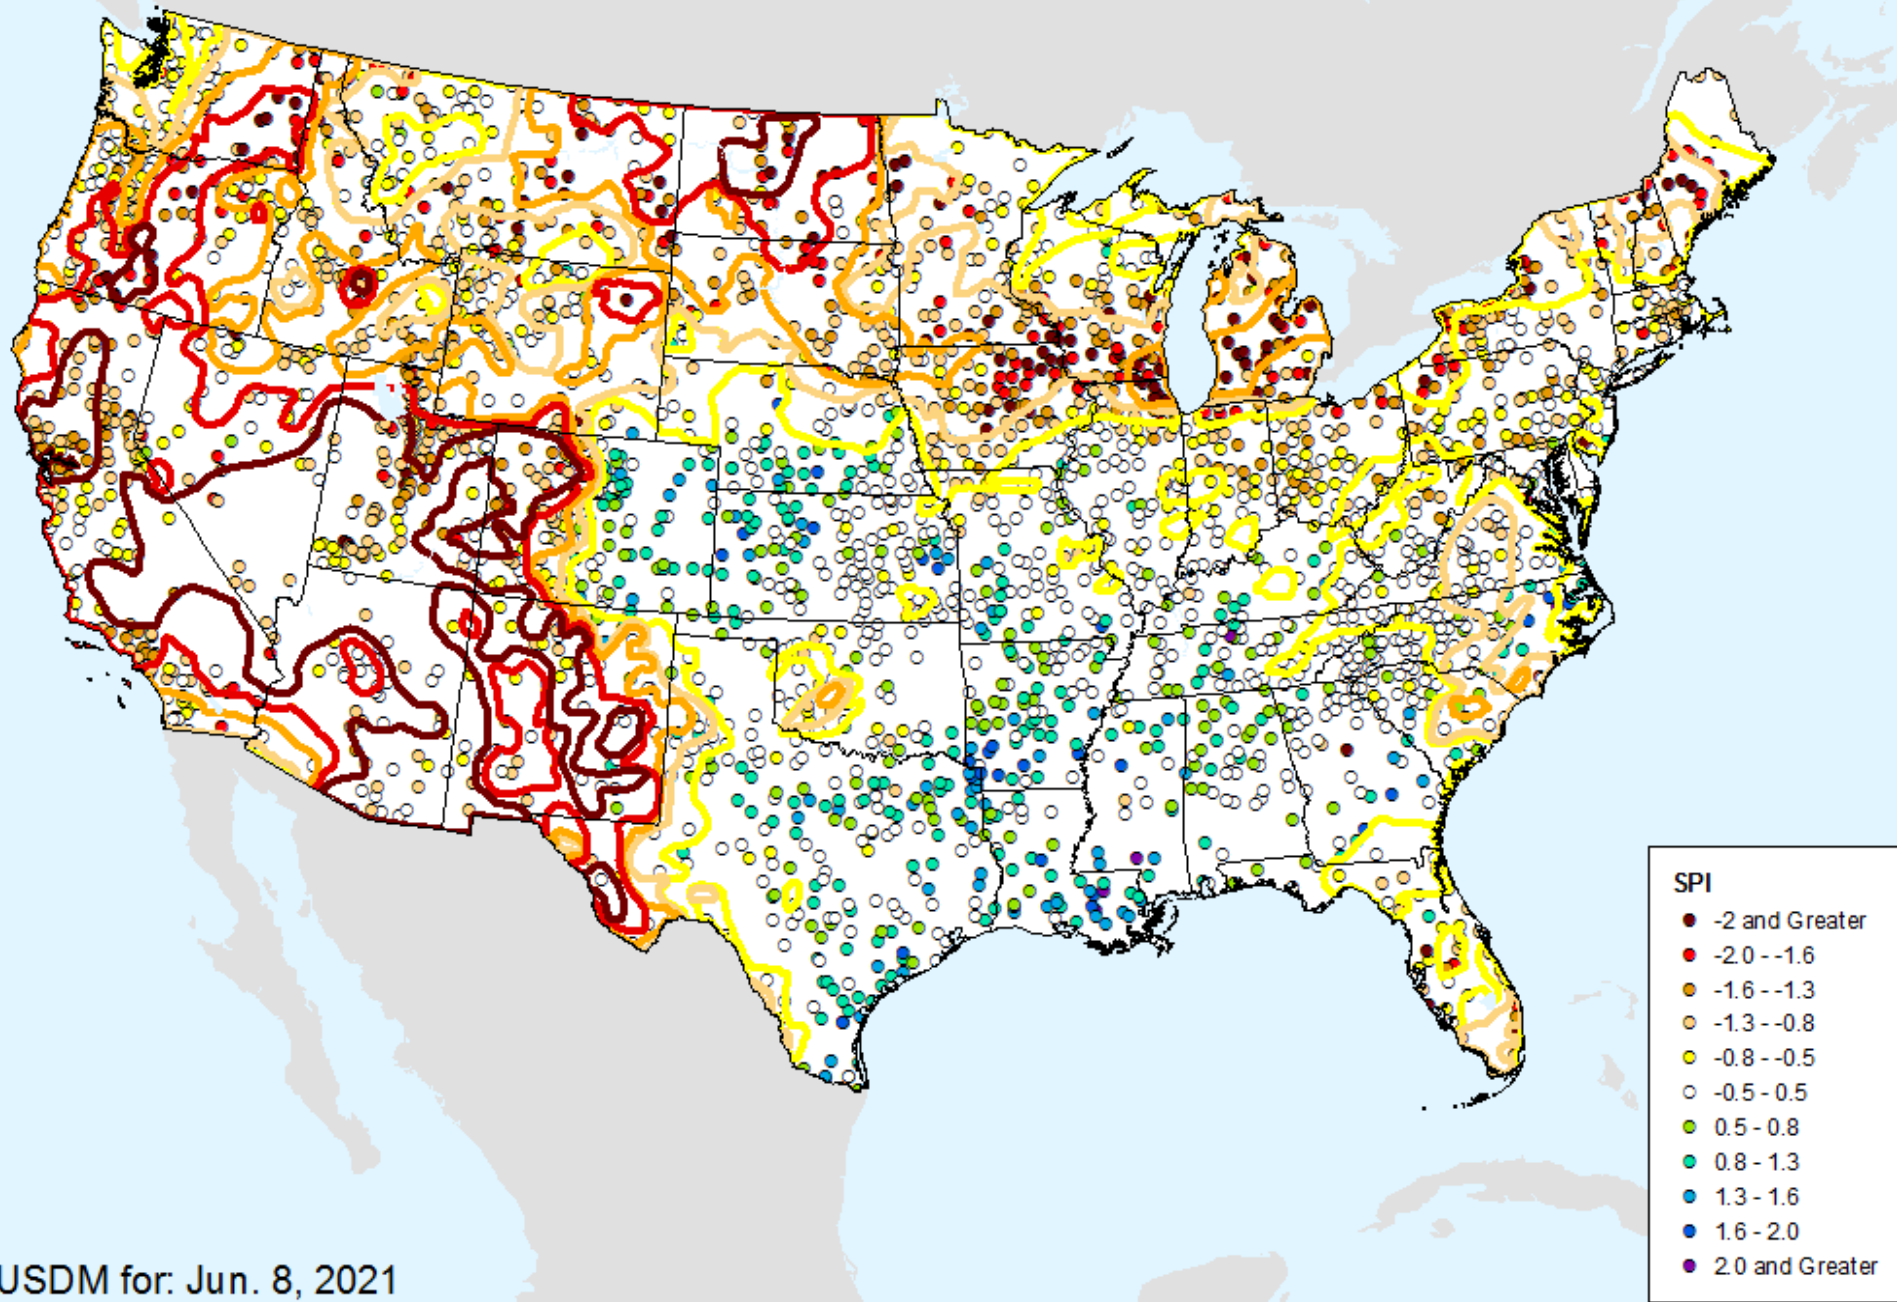 SPI
-2 and Greater
-2.0 - -1.6
-1.6 - -1.3
-1.3 - -0.8
-0.8 - -0.5
-0.5 - 0.5
0.5 - 0.8
0.8 - 1.3
1.3 - 1.6
1.6 - 2.0
2.0 and Greater
USDM for: Jun. 8, 2021